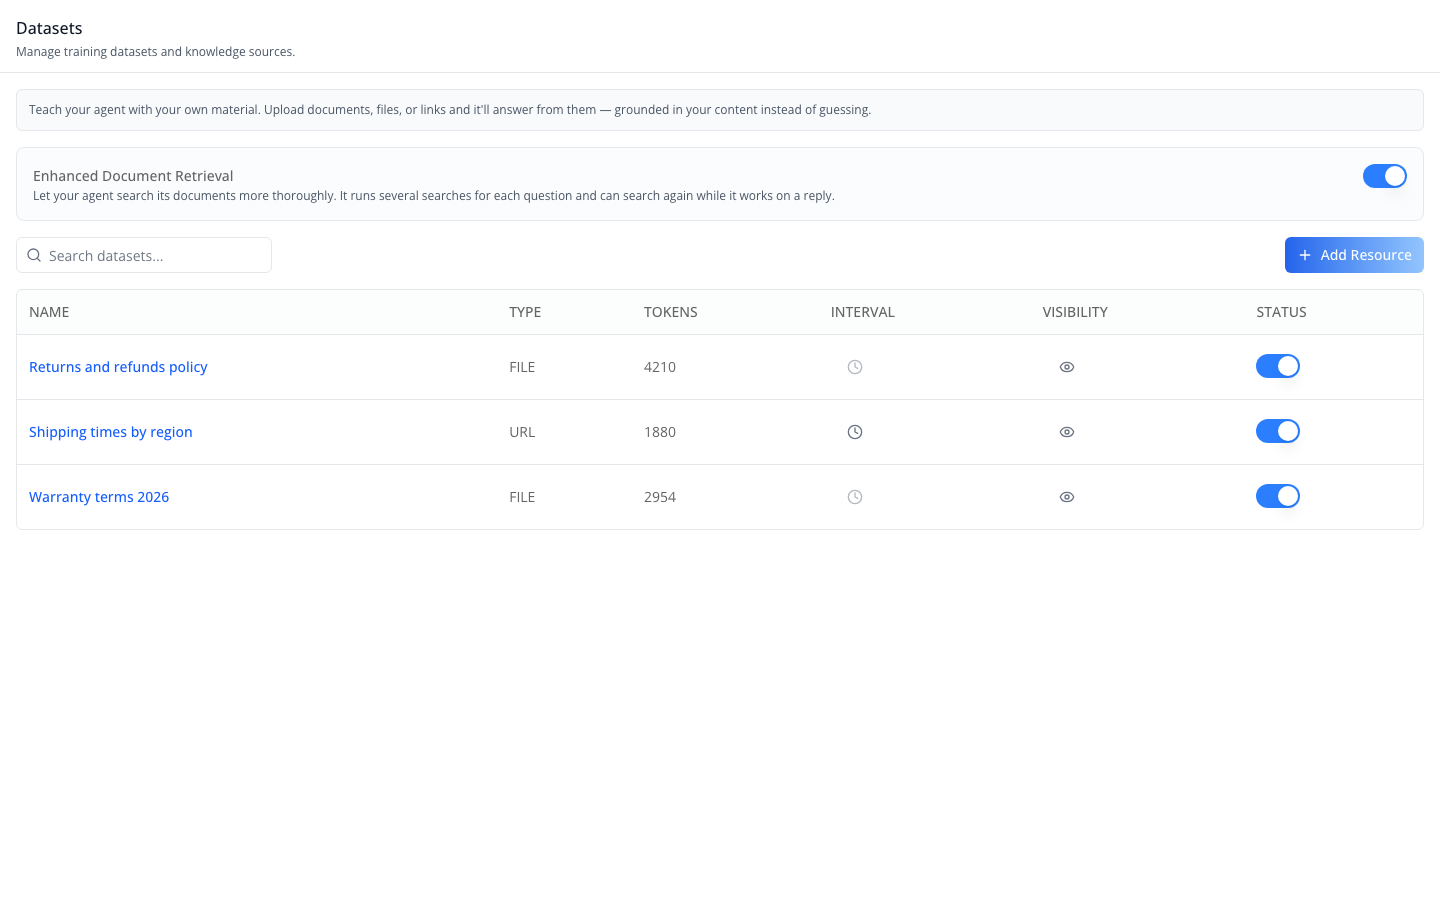 Datasets
Manage training datasets and knowledge sources.
Teach your agent with your own material. Upload documents, files, or links and it'll answer from them — grounded in your content instead of guessing.
Enhanced Document Retrieval
Let your agent search its documents more thoroughly. It runs several searches for each question and can search again while it works on a reply.
Search datasets...
Add Resource
NAME TYPE TOKENS INTERVAL VISIBILITY STATUS
Returns and refunds policy FILE 4210
Shipping times by region URL 1880
Warranty terms 2026 FILE 2954